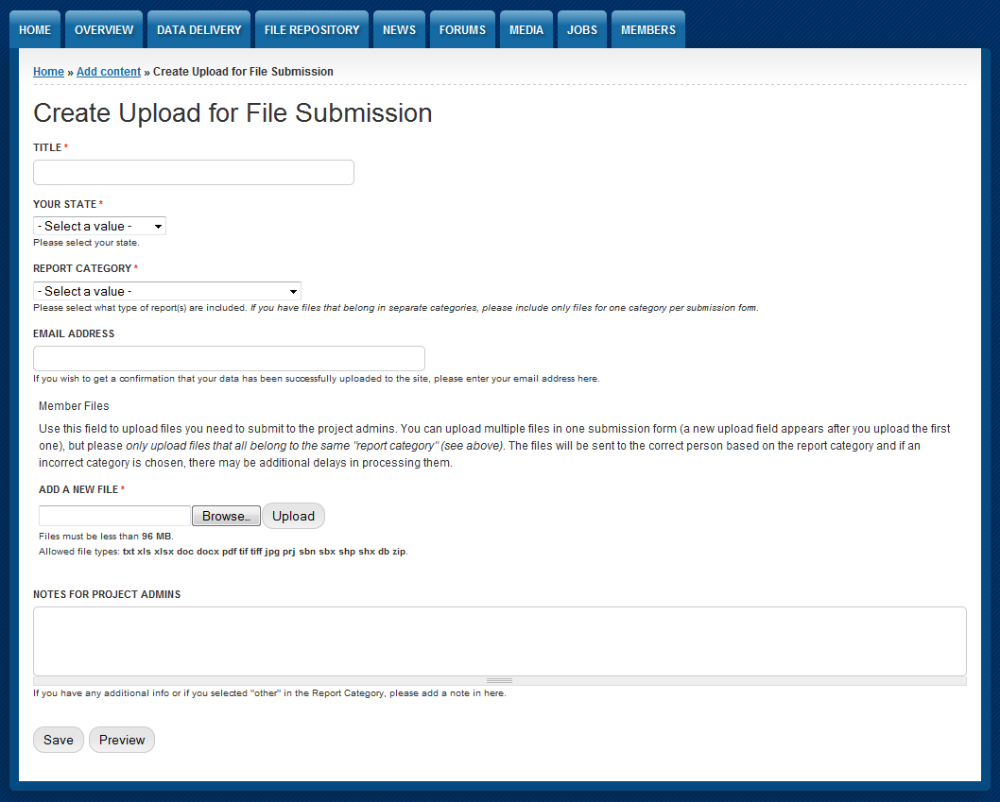 HOME OVERVIEW DATA DELIVERY FILE REPOSITORY NEWS FORUMS MEDIA JOBS MEMBERS
Home » Add content » Create Upload for File Submission
Create Upload for File Submission
TITLE *
YOUR STATE *
- Select a value -
Please select your state.
REPORT CATEGORY *
- Select a value -
Please select what type of report(s) are included. If you have files that belong in separate categories, please include only files for one category per submission form.
EMAIL ADDRESS
If you wish to get a confirmation that your data has been successfully uploaded to the site, please enter your email address here.
Member Files
Use this field to upload files you need to submit to the project admins. You can upload multiple files in one submission form (a new upload field appears after you upload the first
one), but please only upload files that all belong to the same "report category" (see above). The files will be sent to the correct person based on the report category and if an
incorrect category is chosen, there may be additional delays in processing them.
ADD A NEW FILE *
Browse... Upload
Files must be less than 96 MB.
Allowed file types: txt xls xlsx doc docx pdf tif tiff jpg prj sbn sbx shp shx db zip.
NOTES FOR PROJECT ADMINS
If you have any additional info or if you selected "other" in the Report Category, please add a note in here.
Save Preview